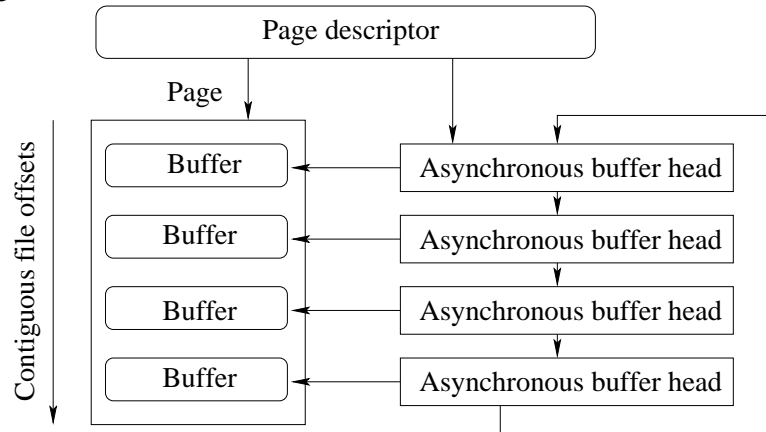 Page descriptor
Page
Contiguous file offsets
Buffer
Asynchronous buffer head
Buffer
Asynchronous buffer head
Buffer
Asynchronous buffer head
Buffer
Asynchronous buffer head